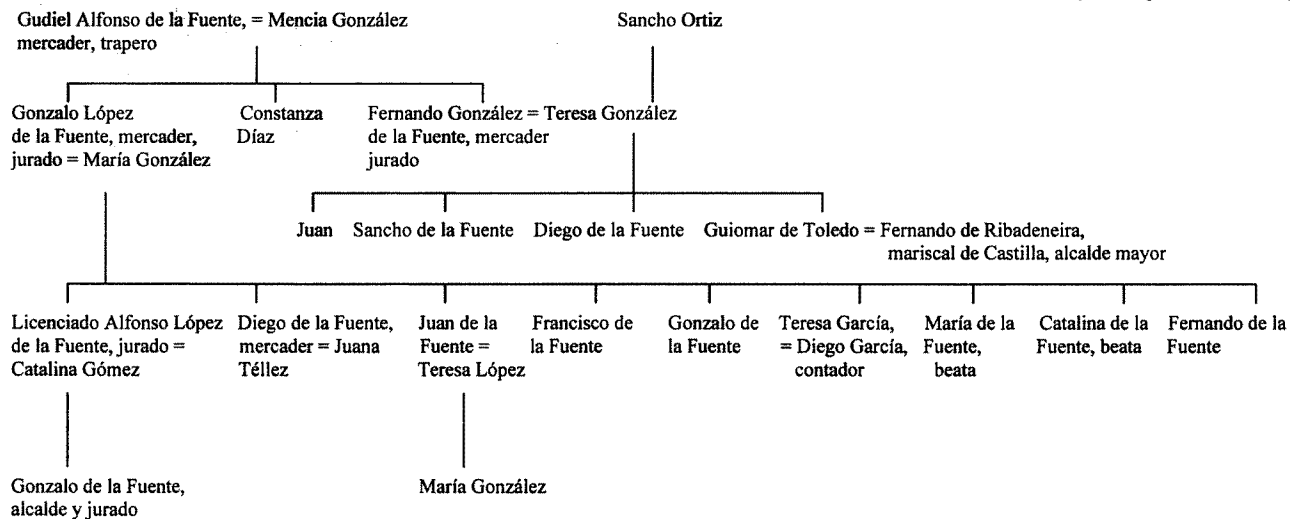 Gudiel Alfonso de la Fuente, = Mencia González
mercader, trapero
Sancho Ortiz
Gonzalo López
de la Fuente, mercader,
jurado = María González
Constanza
Díaz
Fernando González = Teresa González
de la Fuente, mercader
jurado
Juan
Sancho de la Fuente
Diego de la Fuente
Guiomar de Toledo = Fernando de Ribadeneira,
mariscal de Castilla, alcalde mayor
Licenciado Alfonso López
de la Fuente, jurado =
Catalina Gómez
Diego de la Fuente,
mercader = Juana
Téllez
Juan de la
Fuente =
Teresa López
Francisco de
la Fuente
Gonzalo de
la Fuente
Teresa García,
= Diego García,
contador
María de la
Fuente,
beata
Catalina de la
Fuente, beata
Fernando de la
Fuente
Gonzalo de la Fuente,
alcalde y jurado
María González